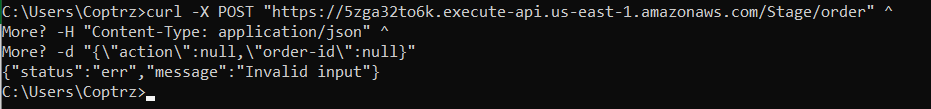 C:\Users\Coptrz>curl -X POST "https://5zga32to6k.execute-api.us-east-1.amazonaws.com/Stage/order" ^
More? -H "Content-Type: application/json" ^
More? -d "{\"action\":null,\"order-id\":null}"
{"status":"err","message":"Invalid input"}
C:\Users\Coptrz>